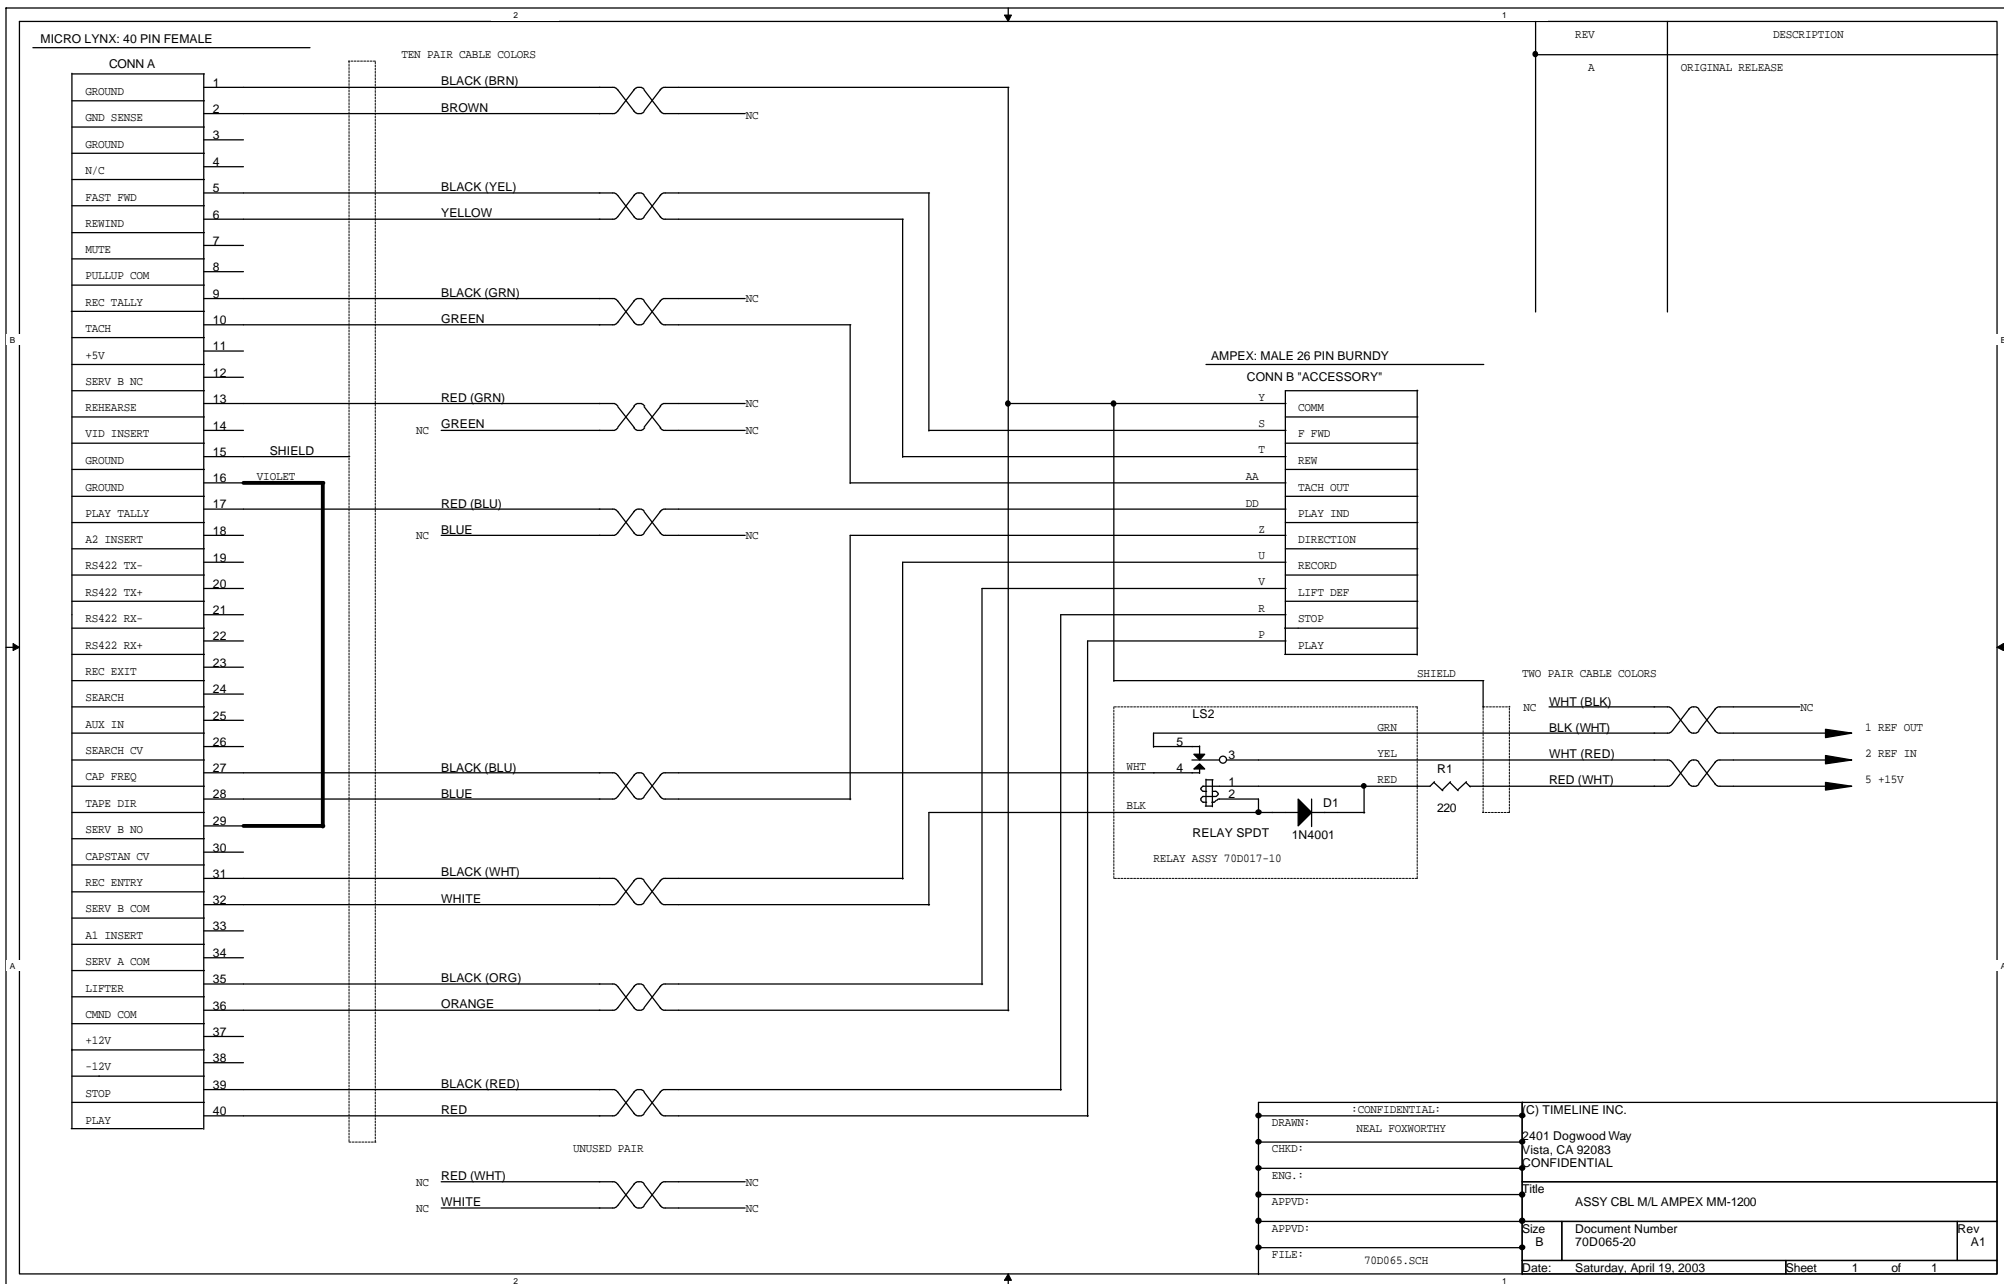 2
1
MICRO LYNX: 40 PIN FEMALE
CONN A
TEN PAIR CABLE COLORS
REV DESCRIPTION
A ORIGINAL RELEASE
GROUND 1 BLACK (BRN)
GND SENSE 2 BROWN NC
GROUND 3
N/C 4
FAST FWD 5 BLACK (YEL)
REWIND 6 YELLOW
MUTE 7
PULLUP COM 8
REC TALLY 9 BLACK (GRN) NC
TACH 10 GREEN
+5V 11
SERV B NC 12
REHEARSE 13 RED (GRN) NC
VID INSERT 14 NC GREEN NC
GROUND 15 SHIELD
GROUND 16 VIOLET
PLAY TALLY 17 RED (BLU)
A2 INSERT 18 NC BLUE NC
RS422 TX- 19
RS422 TX+ 20
RS422 RX- 21
RS422 RX+ 22
REC EXIT 23
SEARCH 24
AUX IN 25
SEARCH CV 26
CAP FREQ 27 BLACK (BLU)
TAPE DIR 28 BLUE
SERV B NO 29
CAPSTAN CV 30
REC ENTRY 31 BLACK (WHT)
SERV B COM 32 WHITE
A1 INSERT 33
SERV A COM 34
LIFTER 35 BLACK (ORG)
CMND COM 36 ORANGE
+12V 37
-12V 38
STOP 39 BLACK (RED)
PLAY 40 RED
UNUSED PAIR
NC RED (WHT) NC
NC WHITE NC
B
B
A
A
AMPEX: MALE 26 PIN BURNDY
CONN B "ACCESSORY"
Y COMM
S F FWD
T REW
AA TACH OUT
DD PLAY IND
Z DIRECTION
U RECORD
V LIFT DEF
R STOP
P PLAY
SHIELD TWO PAIR CABLE COLORS
NC WHT (BLK) NC
LS2
GRN BLK (WHT) 1 REF OUT
5
3 YEL WHT (RED) 2 REF IN
WHT 4
1 RED R1 RED (WHT) 5 +15V
2
BLK D1 220
RELAY SPDT 1N4001
RELAY ASSY 70D017-10
:CONFIDENTIAL:
DRAWN: NEAL FOXWORTHY
CHKD:
ENG.:
APPVD:
APPVD:
FILE: 70D065.SCH
(C) TIMELINE INC.
2401 Dogwood Way
Vista, CA 92083
CONFIDENTIAL
Title
ASSY CBL M/L AMPEX MM-1200
Size Document Number Rev
B 70D065-20 A1
Date: Saturday, April 19, 2003 Sheet 1 of 1
2
1